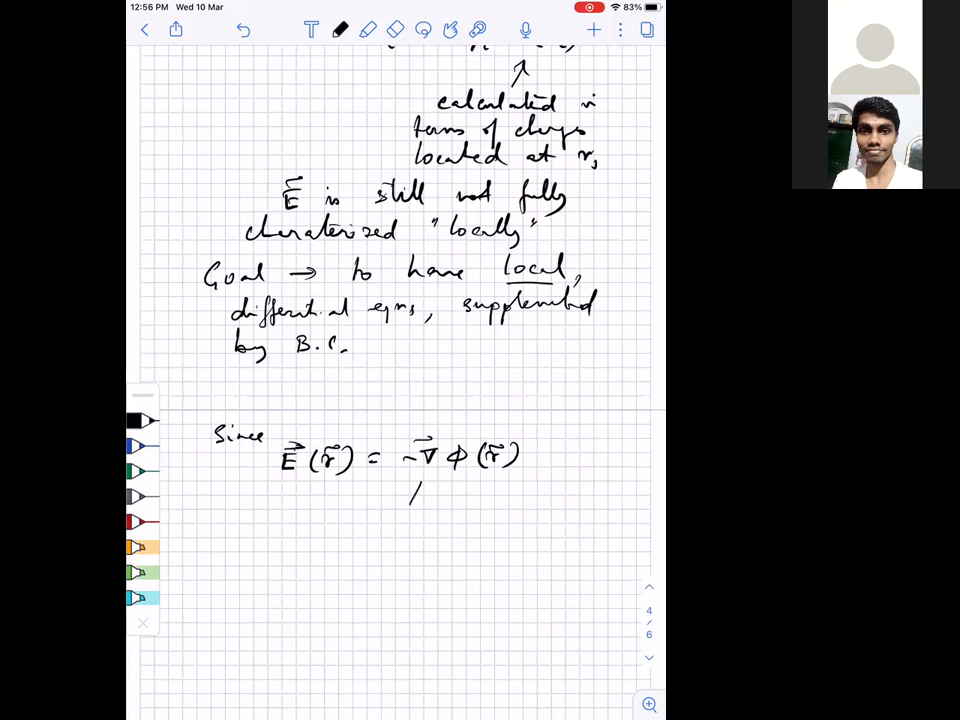 12:56 PM Wed 10 Mar
83%
calculated in
terms of charges
located at r,
E⃗ is still not fully
charaterized "locally"
Goal → to have local,
differential eqns, supplemented
by B.C.
Since
E⃗(r⃗) = -∇⃗ Φ(r⃗)
4
/
6